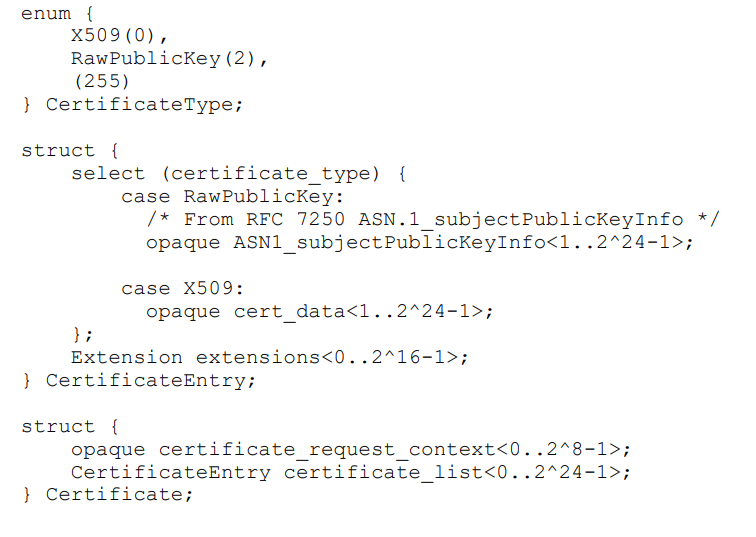 enum {
    X509(0),
    RawPublicKey(2),
    (255)
} CertificateType;

struct {
    select (certificate_type) {
        case RawPublicKey:
          /* From RFC 7250 ASN.1_subjectPublicKeyInfo */
          opaque ASN1_subjectPublicKeyInfo<1..2^24-1>;

        case X509:
          opaque cert_data<1..2^24-1>;
    };
    Extension extensions<0..2^16-1>;
} CertificateEntry;

struct {
    opaque certificate_request_context<0..2^8-1>;
    CertificateEntry certificate_list<0..2^24-1>;
} Certificate;